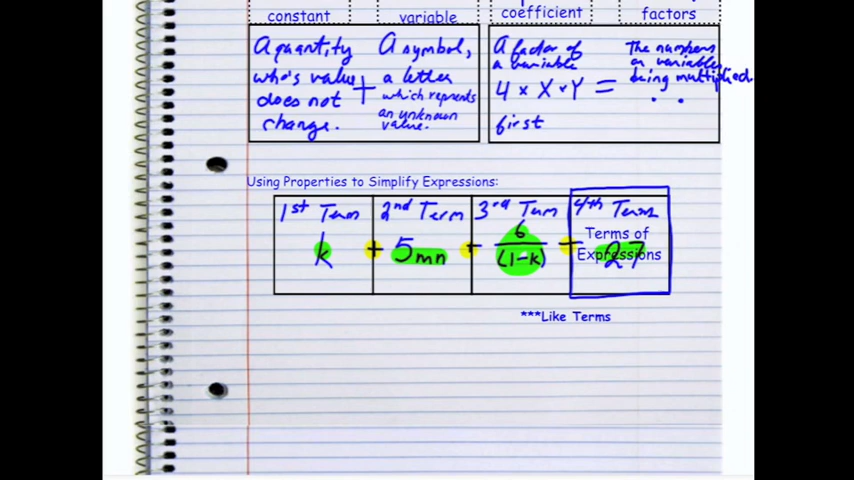 constant
variable
coefficient
factors
A quantity
who's value
does not
change.
+
A symbol,
a letter
which represents
an unknown
value.
A factor of
a variable
4 × X × Y =
first
The numbers
or variables
being multiplied
Using Properties to Simplify Expressions:
1st Term
2nd Term
3rd Term
4th Term
k + 5mn + 6/(1-k)
27
Terms of
Expressions
***Like Terms